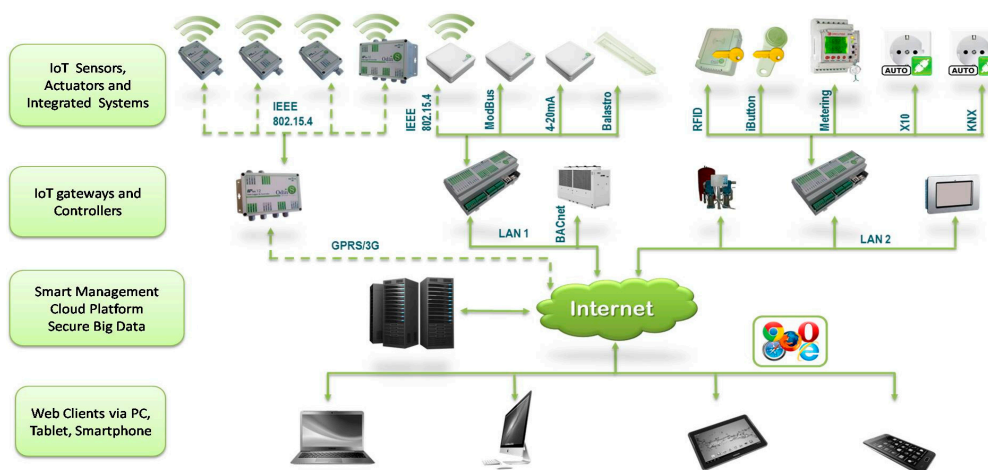 IoT Sensors,
Actuators and
Integrated Systems
IEEE
802.15.4
IEEE
802.15.4
ModBus
4-20mA
Balastro
RFID
iButton
Metering
X10
KNX
AUTO
AUTO
IoT gateways and
Controllers
LAN 1
BACnet
LAN 2
GPRS/3G
Smart Management
Cloud Platform
Secure Big Data
Internet
Web Clients via PC,
Tablet, Smartphone